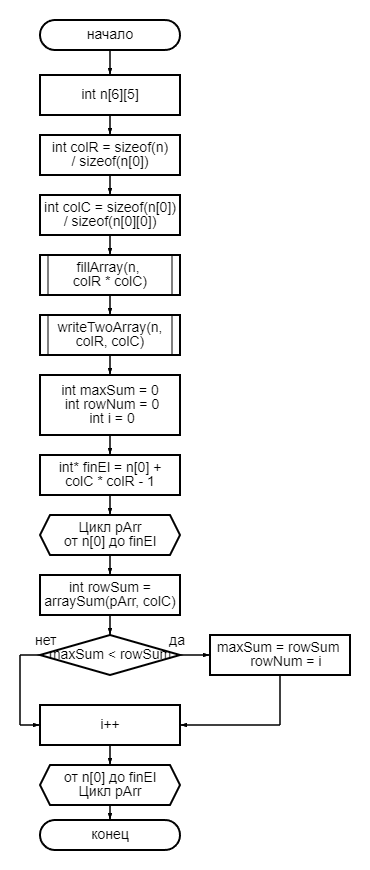 начало
int n[6][5]
int colR = sizeof(n)
/ sizeof(n[0])
int colC = sizeof(n[0])
/ sizeof(n[0][0])
fillArray(n,
colR * colC)
writeTwoArray(n,
colR, colC)
int maxSum = 0
int rowNum = 0
int i = 0
int* finEl = n[0] +
colC * colR - 1
Цикл pArr
от n[0] до finEl
int rowSum =
arraySum(pArr, colC)
нет
maxSum < rowSum
да
maxSum = rowSum
rowNum = i
i++
от n[0] до finEl
Цикл pArr
конец